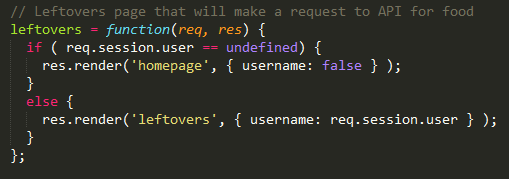 // Leftovers page that will make a request to API for food
leftovers = function(req, res) {
if ( req.session.user == undefined) {
res.render('homepage', { username: false } );
}
else {
res.render('leftovers', { username: req.session.user } );
}
};